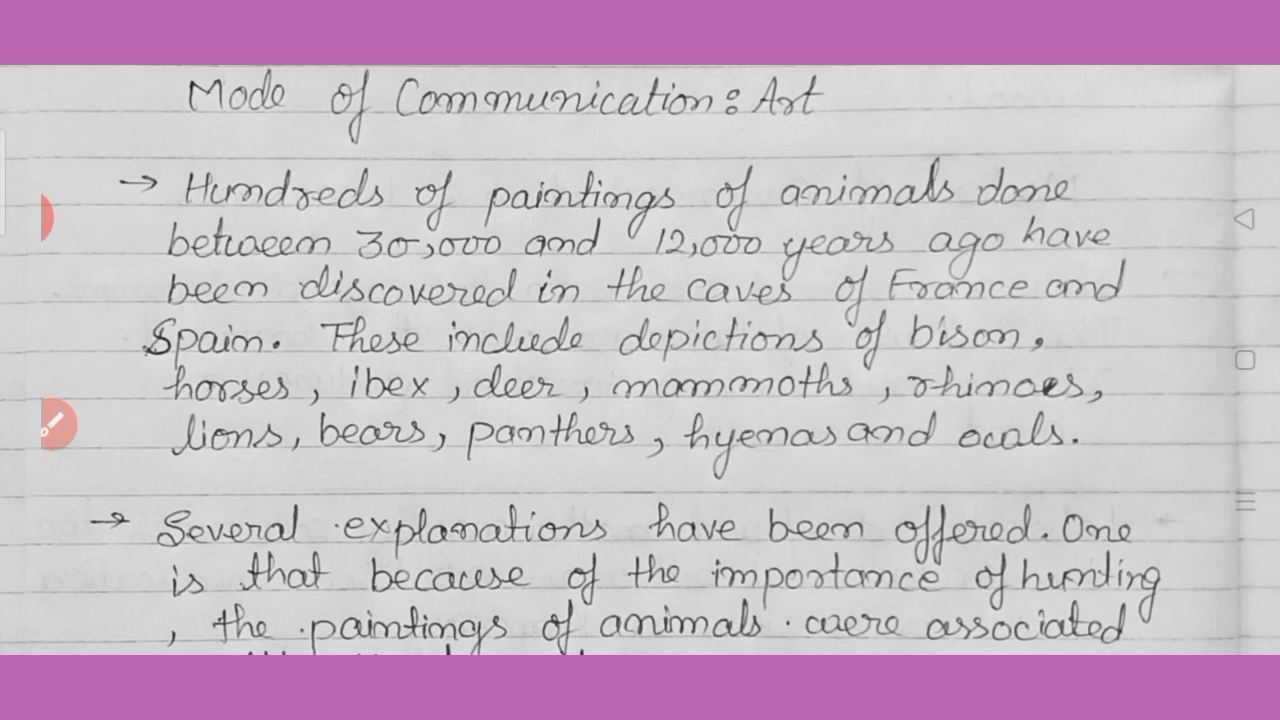 Mode of Communication: Art
→ Hundreds of paintings of animals done
between 30,000 and 12,000 years ago have
been discovered in the caves of France and
Spain. These include depictions of bison,
horses, ibex, deer, mammoths, rhinoes,
lions, bears, panthers, hyenas and ocals.
→ Several explanations have been offered. One
is that because of the importance of hunting
, the paintings of animals were associated